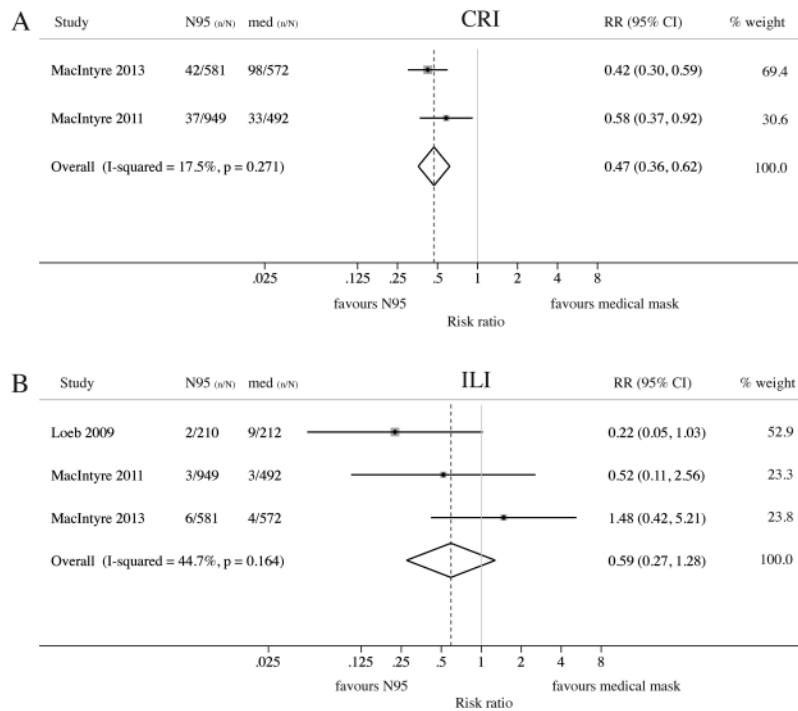 A
CRI
Study N95 (n/N) med (n/N) RR (95% CI) % weight
MacIntyre 2013 42/581 98/572 0.42 (0.30, 0.59) 69.4
MacIntyre 2011 37/949 33/492 0.58 (0.37, 0.92) 30.6
Overall (I-squared = 17.5%, p = 0.271) 0.47 (0.36, 0.62) 100.0
.025 .125 .25 .5 1 2 4 8
favours N95 favours medical mask
Risk ratio
B
ILI
Study N95 (n/N) med (n/N) RR (95% CI) % weight
Loeb 2009 2/210 9/212 0.22 (0.05, 1.03) 52.9
MacIntyre 2011 3/949 3/492 0.52 (0.11, 2.56) 23.3
MacIntyre 2013 6/581 4/572 1.48 (0.42, 5.21) 23.8
Overall (I-squared = 44.7%, p = 0.164) 0.59 (0.27, 1.28) 100.0
.025 .125 .25 .5 1 2 4 8
favours N95 favours medical mask
Risk ratio